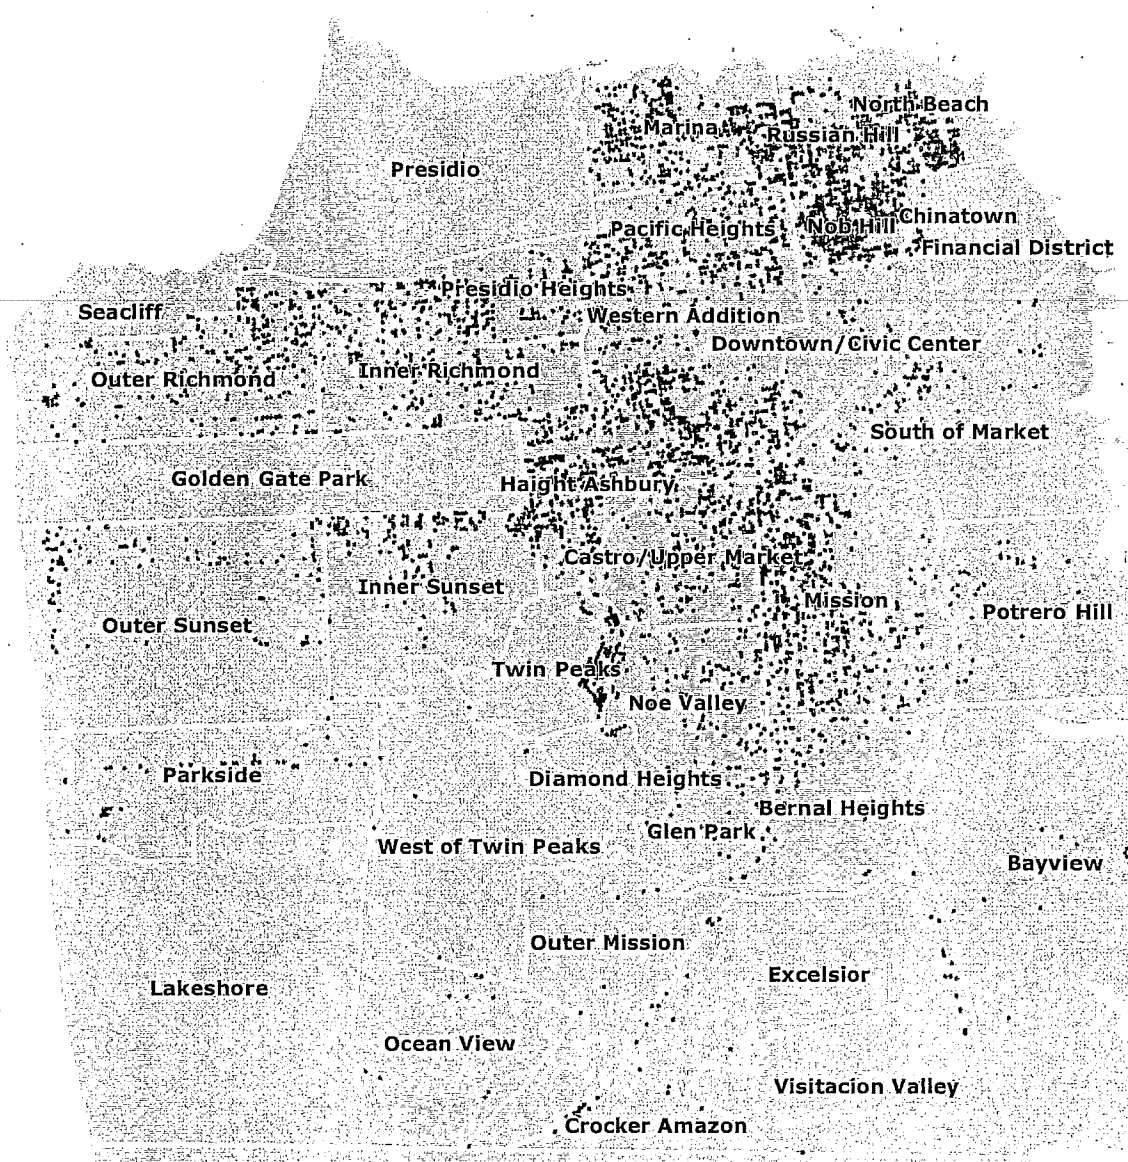 North Beach
Marina
Russian Hill
Presidio
Chinatown
Pacific Heights
Nob Hill
Financial District
Presidio Heights
Seacliff
Western Addition
Downtown/Civic Center
Inner Richmond
Outer Richmond
South of Market
Golden Gate Park
Haight Ashbury
Castro/Upper Market
Inner Sunset
Mission
Potrero Hill
Outer Sunset
Twin Peaks
Noe Valley
Parkside
Diamond Heights
Bernal Heights
Glen Park
West of Twin Peaks
Bayview
Outer Mission
Excelsior
Lakeshore
Ocean View
Visitacion Valley
Crocker Amazon